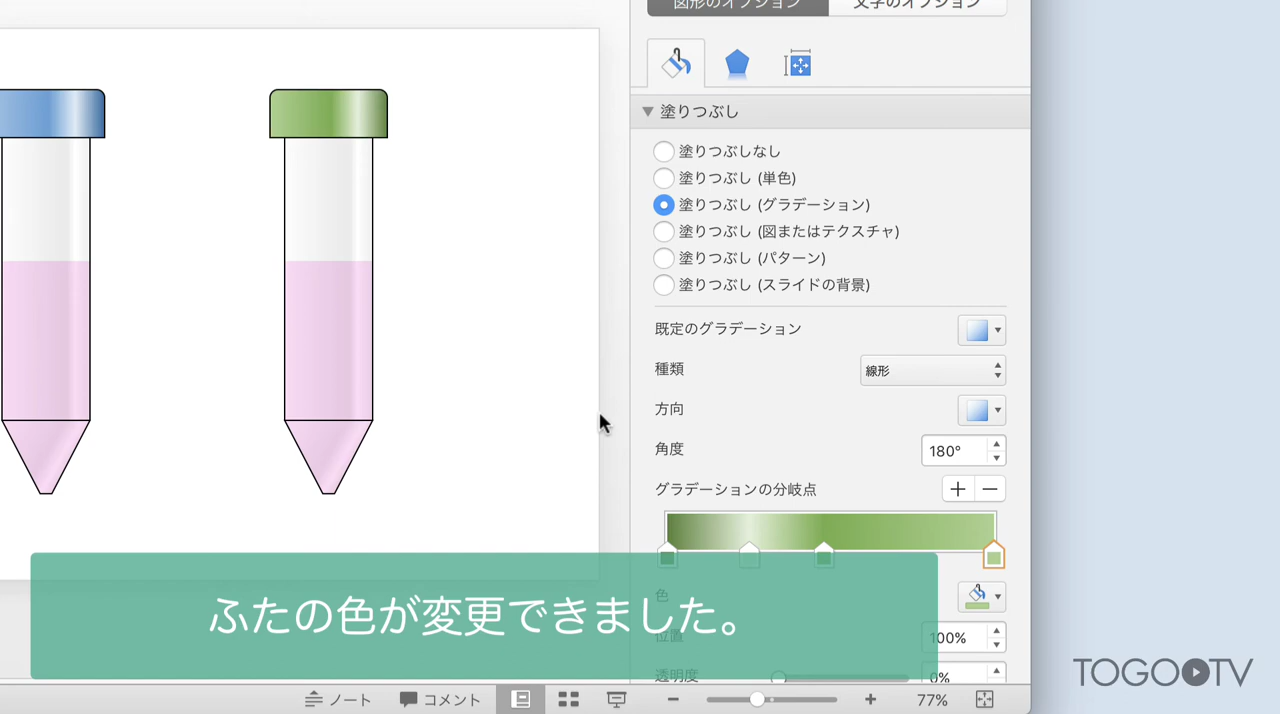 図形のオプション 文字のオプション
塗りつぶし
塗りつぶしなし
塗りつぶし (単色)
塗りつぶし (グラデーション)
塗りつぶし (図またはテクスチャ)
塗りつぶし (パターン)
塗りつぶし (スライドの背景)
既定のグラデーション
種類 線形
方向
角度 180°
グラデーションの分岐点
色
ふたの色が変更できました。
位置 100%
透明度 0%
TOGOTV
ノート コメント 77%